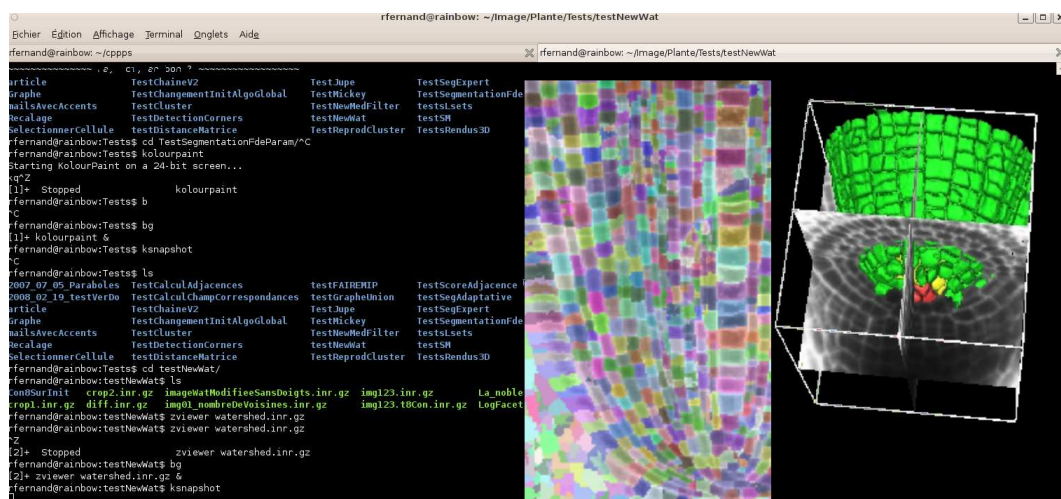 rfernand@rainbow: ~/Image/Plante/Tests/testNewWat
Fichier Édition Affichage Terminal Onglets Aide
rfernand@rainbow: ~/cppps rfernand@rainbow: ~/Image/Plante/Tests/testNewWat
article TestChaineV2 TestJupe TestSegExpert
Graphe TestChangementInitAlgoGlobal TestMickey TestSegmentationFde
mailsAvecAccents TestCluster TestNewMedFilter testsLsets
Recalage TestDetectionCorners testNewWat testSM
SelectionnerCellule testDistanceMatrice TestReprodCluster TestsRendus3D
rfernand@rainbow:Tests$ cd TestSegmentationFdeParam/^C
rfernand@rainbow:Tests$ kolourpaint
Starting KolourPaint on a 24-bit screen...
kq^Z
[1]+ Stopped kolourpaint
rfernand@rainbow:Tests$ b
^C
rfernand@rainbow:Tests$ bg
[1]+ kolourpaint &
rfernand@rainbow:Tests$ ksnapshot
^C
rfernand@rainbow:Tests$ ls
2007_07_05_Paraboles TestCalculAdjacences testFAIREMIP TestScoreAdjacence
2008_02_19_testVerDo TestCalculChampCorrespondances testGrapheUnion TestSegAdaptative
article TestChaineV2 TestJupe TestSegExpert
Graphe TestChangementInitAlgoGlobal TestMickey TestSegmentationFde
mailsAvecAccents TestCluster TestNewMedFilter testsLsets
Recalage TestDetectionCorners testNewWat testSM
SelectionnerCellule testDistanceMatrice TestReprodCluster TestsRendus3D
rfernand@rainbow:Tests$ cd testNewWat/
rfernand@rainbow:testNewWat$ ls
Con8SurInit crop2.inr.gz imageWatModifieeSansDoigts.inr.gz img123.inr.gz La_noble
crop1.inr.gz diff.inr.gz img01_nombreDeVoisines.inr.gz img123.t8Con.inr.gz LogFacet
rfernand@rainbow:testNewWat$ zviewer watershed.inr.gz
rfernand@rainbow:testNewWat$ zviewer watershed.inr.gz
^Z
[2]+ Stopped zviewer watershed.inr.gz
rfernand@rainbow:testNewWat$ bg
[2]+ zviewer watershed.inr.gz &
rfernand@rainbow:testNewWat$ ksnapshot